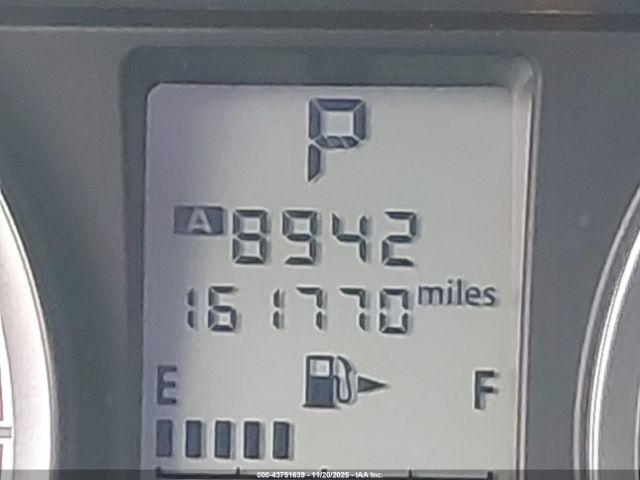 P
A 8942
161770 miles
E F
000-43751639 - 11/20/2025 - IAA Inc.